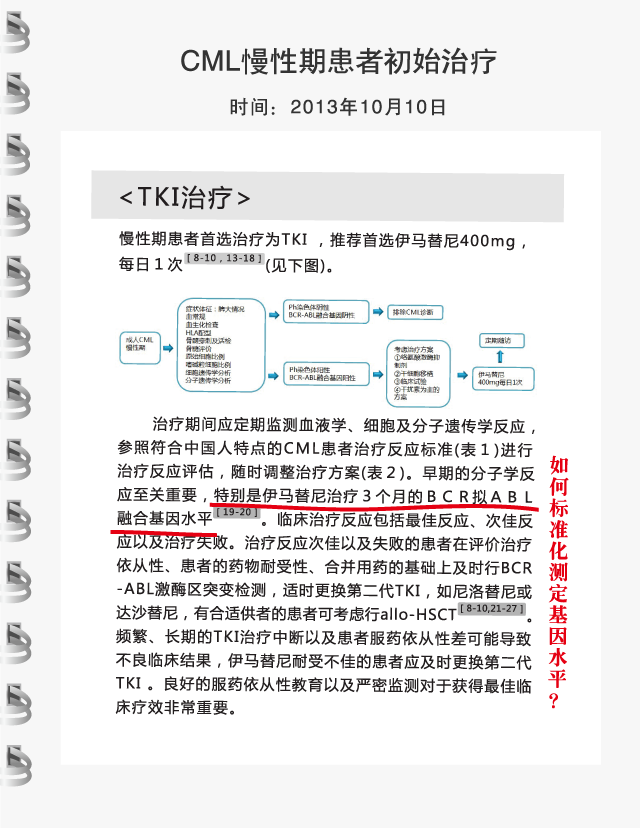 CML慢性期患者初始治疗
时间：2013年10月10日
<TKI治疗>
慢性期患者首选治疗为TKI ，推荐首选伊马替尼400mg，
每日１次[ 8-10 , 13-18 ](见下图)。
成人CML
慢性期
症状体征：脾大情况
血常规
血生化检查
HLA配型
骨髓穿刺及活检
骨髓评价
原始细胞比例
嗜碱粒细胞比例
细胞遗传学分析
分子遗传学分析
Ph染色体阴性
BCR-ABL融合基因阴性
排除CML诊断
Ph染色体阳性
BCR-ABL融合基因阳性
考虑治疗方案
①酪氨酸激酶抑
制剂
②干细胞移植
③临床试验
④干扰素为主的
方案
定期随访
伊马替尼
400mg每日1次
治疗期间应定期监测血液学、细胞及分子遗传学反应，
参照符合中国人特点的CML患者治疗反应标准(表１)进行
治疗反应评估，随时调整治疗方案(表２)。早期的分子学反
应至关重要，特别是伊马替尼治疗３个月的ＢＣＲ拟ＡＢＬ
融合基因水平[ 19-20 ]。临床治疗反应包括最佳反应、次佳反
应以及治疗失败。治疗反应次佳以及失败的患者在评价治疗
依从性、患者的药物耐受性、合并用药的基础上及时行BCR
-ABL激酶区突变检测，适时更换第二代TKI，如尼洛替尼或
达沙替尼，有合适供者的患者可考虑行allo-HSCT[ 8-10,21-27 ]。
频繁、长期的TKI治疗中断以及患者服药依从性差可能导致
不良临床结果，伊马替尼耐受不佳的患者应及时更换第二代
TKI 。良好的服药依从性教育以及严密监测对于获得最佳临
床疗效非常重要。
如何标准化测定基因水平？